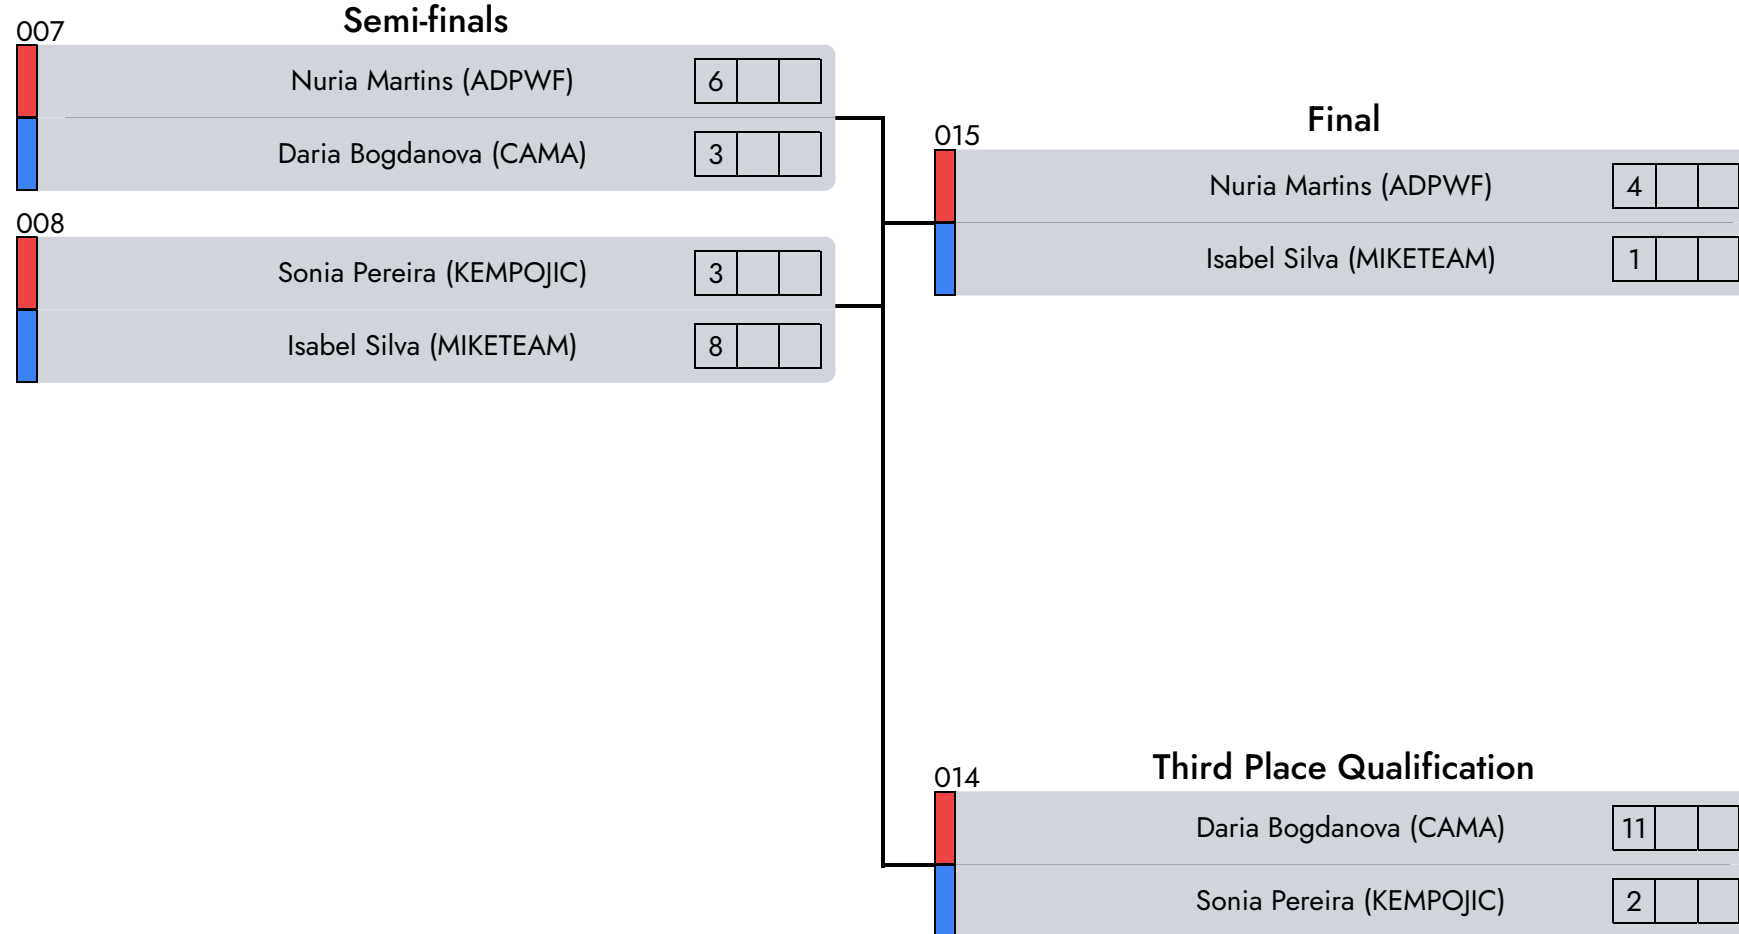 Semi-finals
007
Nuria Martins (ADPWF) 6
Daria Bogdanova (CAMA) 3
008
Sonia Pereira (KEMPOJIC) 3
Isabel Silva (MIKETEAM) 8
Final
015
Nuria Martins (ADPWF) 4
Isabel Silva (MIKETEAM) 1
Third Place Qualification
014
Daria Bogdanova (CAMA) 11
Sonia Pereira (KEMPOJIC) 2